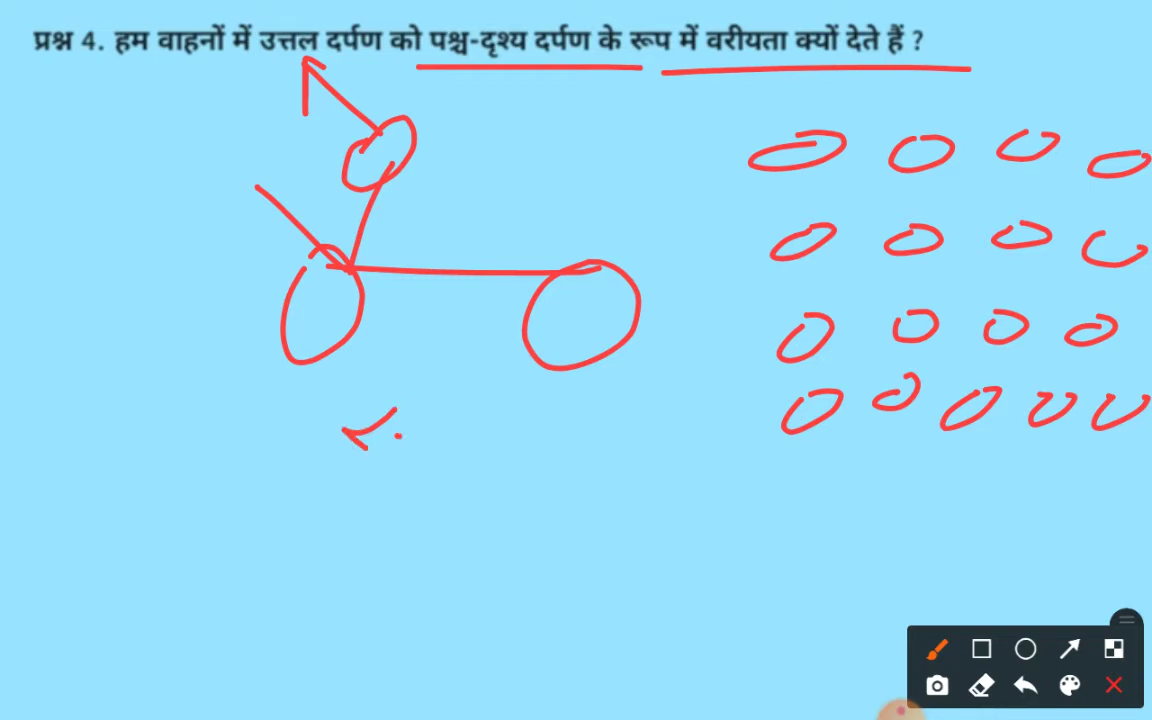 प्रश्न 4. हम वाहनों में उत्तल दर्पण को पश्च-दृश्य दर्पण के रूप में वरीयता क्यों देते हैं ?